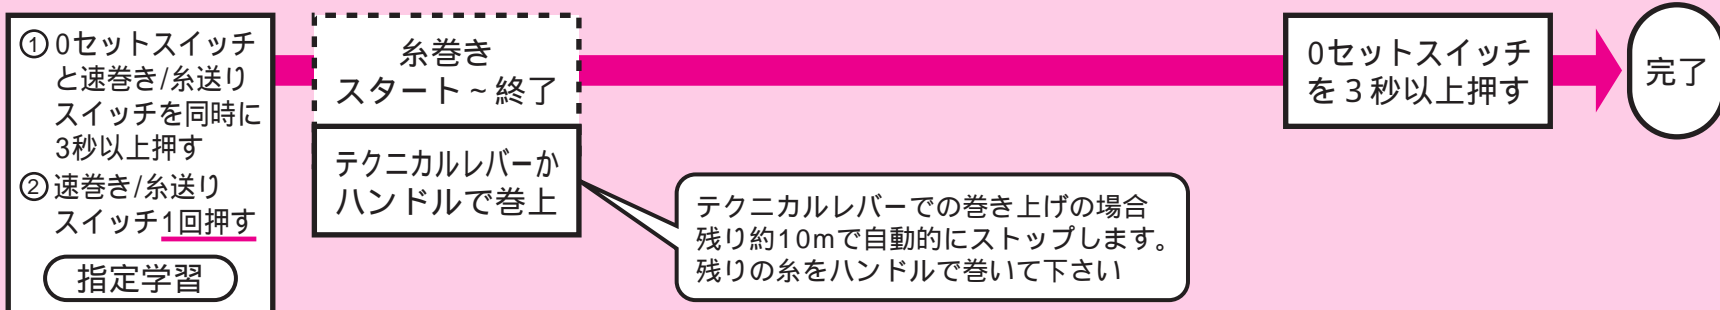 ① 0セットスイッチ
と速巻き/糸送り
スイッチを同時に
3秒以上押す
② 速巻き/糸送り
スイッチ1回押す
指定学習
糸巻き
スタート～終了
テクニカルレバーか
ハンドルで巻上
テクニカルレバーでの巻き上げの場合
残り約10mで自動的にストップします。
残りの糸をハンドルで巻いて下さい
0セットスイッチ
を3秒以上押す
完了